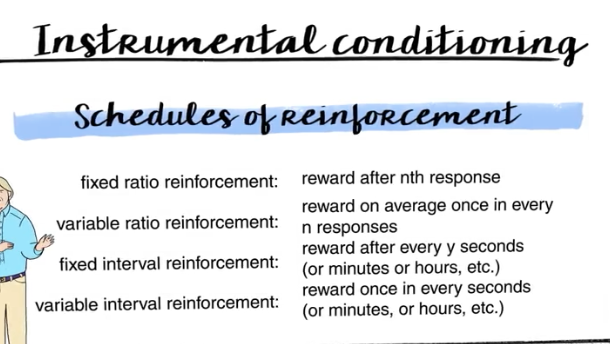 Instrumental conditioning
Schedules of reinforcement
fixed ratio reinforcement: reward after nth response
variable ratio reinforcement: reward on average once in every
n responses
fixed interval reinforcement: reward after every y seconds
(or minutes or hours, etc.)
variable interval reinforcement: reward once in every seconds
(or minutes, or hours, etc.)